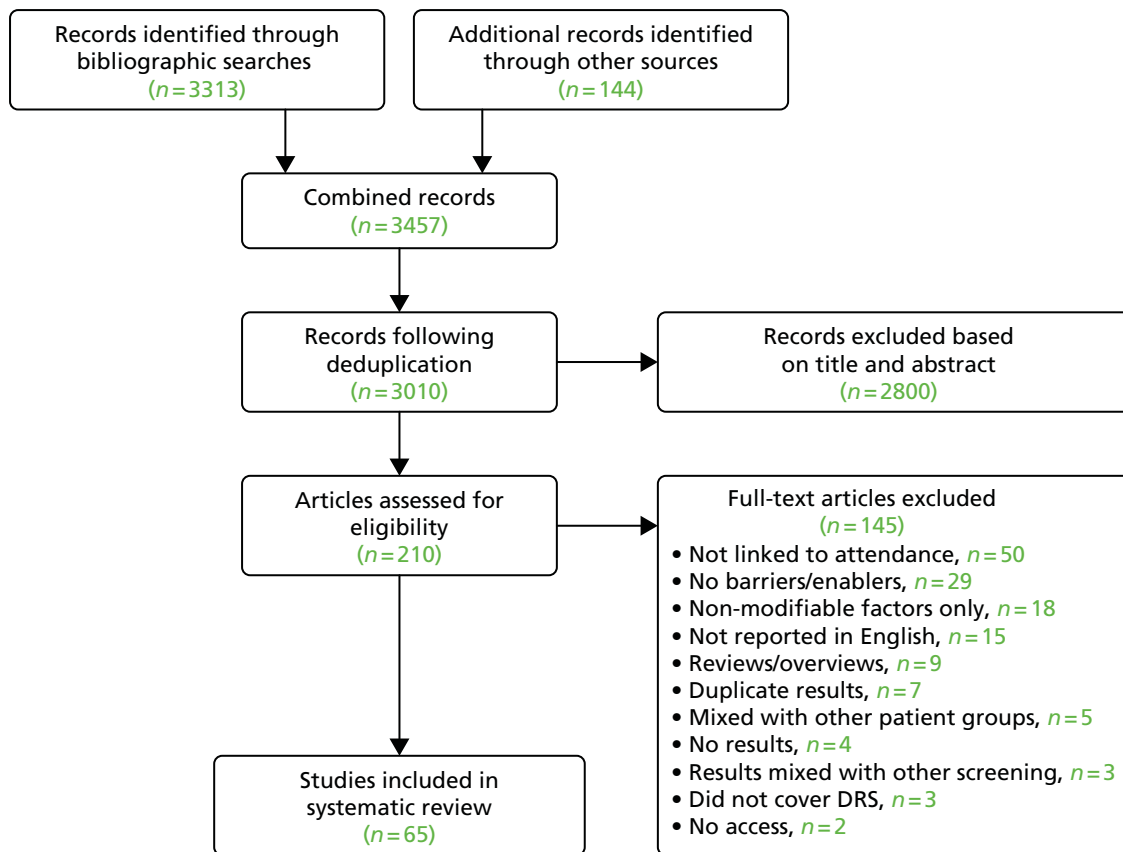 Records identified through
bibliographic searches
(n=3313)
Additional records identified
through other sources
(n=144)
Combined records
(n=3457)
Records following
deduplication
(n=3010)
Records excluded based
on title and abstract
(n=2800)
Articles assessed for
eligibility
(n=210)
Full-text articles excluded
(n=145)
• Not linked to attendance, n=50
• No barriers/enablers, n=29
• Non-modifiable factors only, n=18
• Not reported in English, n=15
• Reviews/overviews, n=9
• Duplicate results, n=7
• Mixed with other patient groups, n=5
• No results, n=4
• Results mixed with other screening, n=3
• Did not cover DRS, n=3
• No access, n=2
Studies included in
systematic review
(n=65)